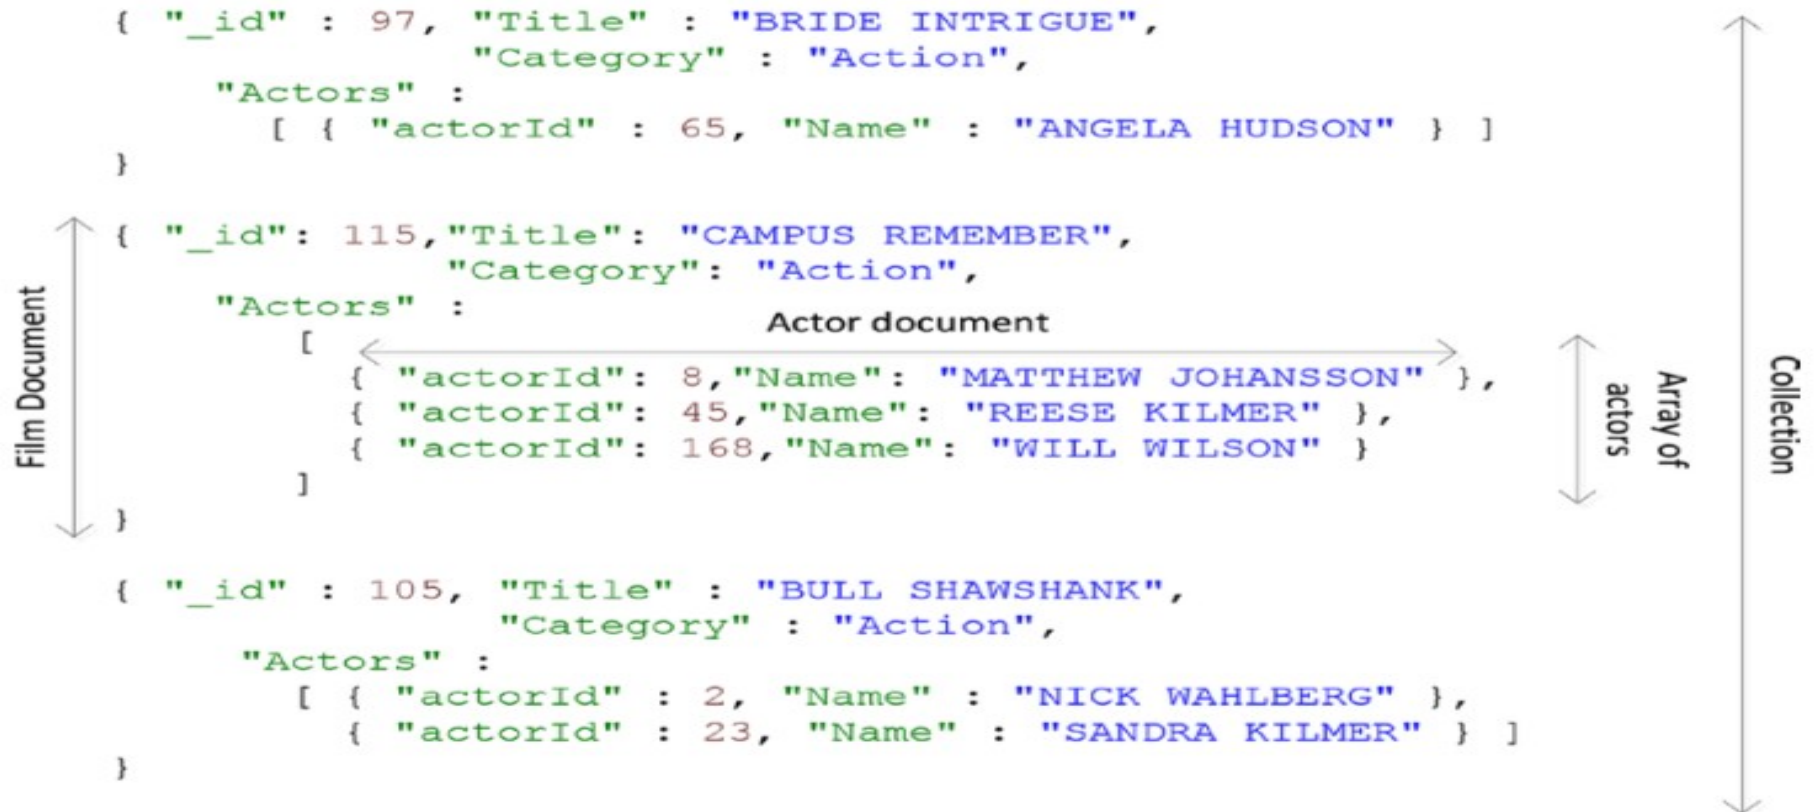 { "_id" : 97, "Title" : "BRIDE INTRIGUE",
"Category" : "Action",
"Actors" :
[ { "actorId" : 65, "Name" : "ANGELA HUDSON" } ]
}
Film Document
{ "_id": 115,"Title": "CAMPUS REMEMBER",
"Category": "Action",
"Actors" :
Actor document
[
{ "actorId": 8,"Name": "MATTHEW JOHANSSON" },
{ "actorId": 45,"Name": "REESE KILMER" },
{ "actorId": 168,"Name": "WILL WILSON" }
]
}
Array of
actors
Collection
{ "_id" : 105, "Title" : "BULL SHAWSHANK",
"Category" : "Action",
"Actors" :
[ { "actorId" : 2, "Name" : "NICK WAHLBERG" },
{ "actorId" : 23, "Name" : "SANDRA KILMER" } ]
}